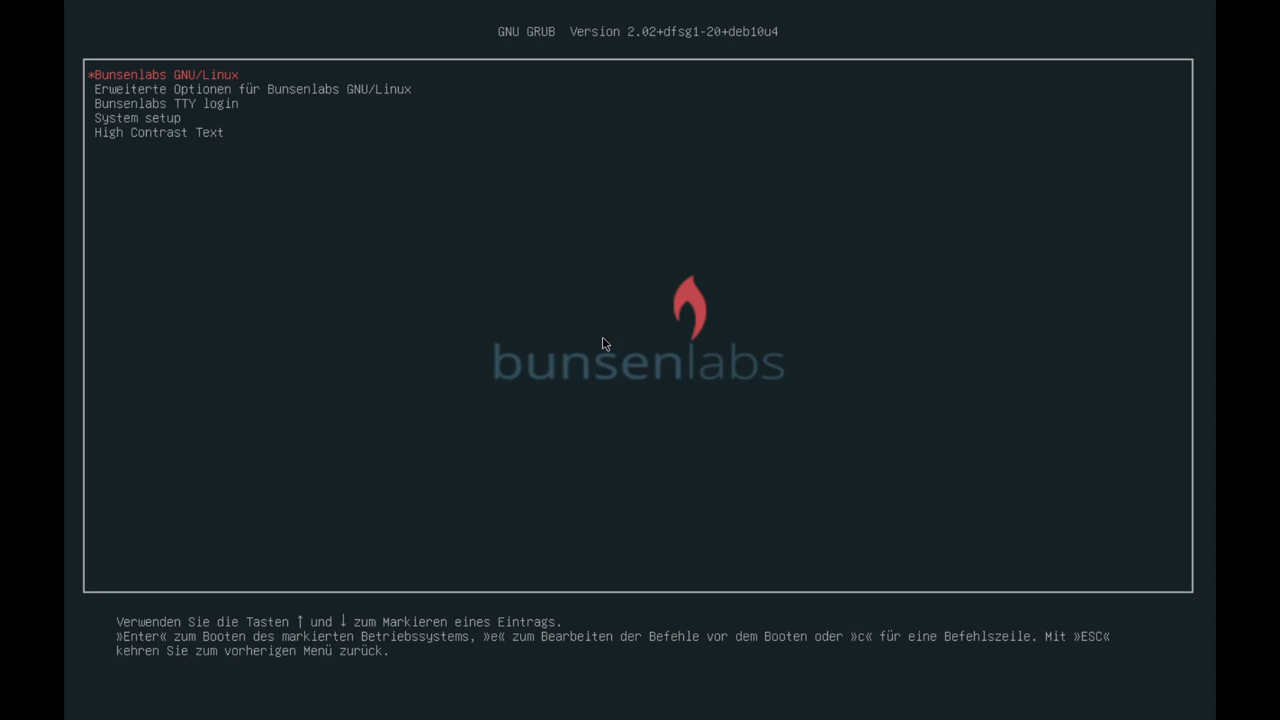 GNU GRUB  Version 2.02+dfsg1-20+deb10u4
*Bunsenlabs GNU/Linux
Erweiterte Optionen für Bunsenlabs GNU/Linux
Bunsenlabs TTY login
System setup
High Contrast Text
bunsenlabs
Verwenden Sie die Tasten ↑ und ↓ zum Markieren eines Eintrags.
»Enter« zum Booten des markierten Betriebssystems, »e« zum Bearbeiten der Befehle vor dem Booten oder »c« für eine Befehlszeile. Mit »ESC«
kehren Sie zum vorherigen Menü zurück.